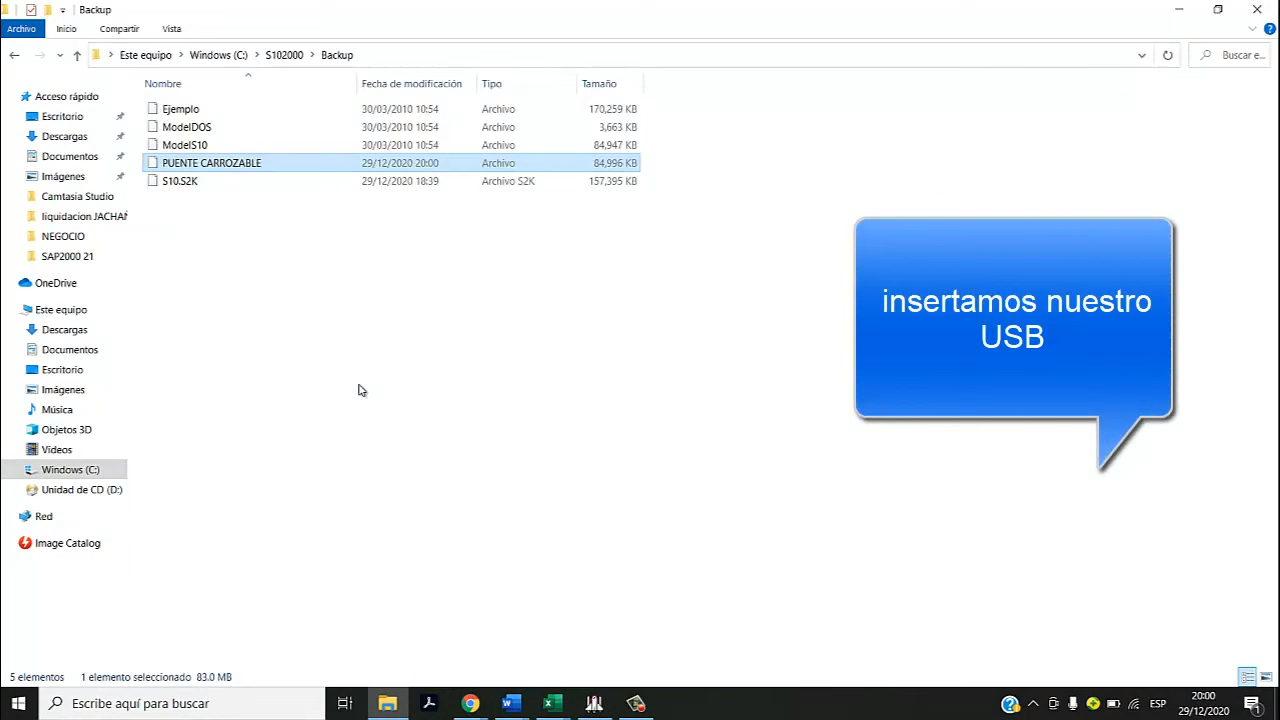 Backup
Archivo Inicio Compartir Vista
Este equipo Windows (C:) S102000 Backup Buscar e...
Nombre Fecha de modificación Tipo Tamaño
Acceso rápido
Escritorio
Descargas
Documentos
Imágenes
Camtasia Studio
liquidacion JACHAN
NEGOCIO
SAP2000 21
OneDrive
Este equipo
Descargas
Documentos
Escritorio
Imágenes
Música
Objetos 3D
Videos
Windows (C:)
Unidad de CD (D:)
Red
Image Catalog
Ejemplo 30/03/2010 10:54 Archivo 170,259 KB
ModelDOS 30/03/2010 10:54 Archivo 3,663 KB
ModelS10 30/03/2010 10:54 Archivo 84,947 KB
PUENTE CARROZABLE 29/12/2020 20:00 Archivo 84,996 KB
S10.S2K 29/12/2020 18:39 Archivo S2K 157,395 KB
insertamos nuestro
USB
5 elementos 1 elemento seleccionado 83.0 MB
Escribe aquí para buscar
ESP
20:00
29/12/2020
1